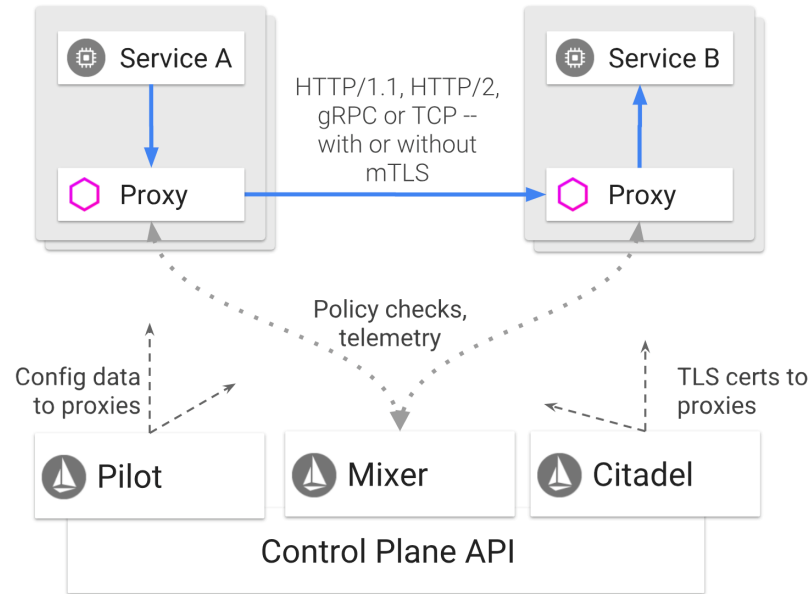 Service A
Service B
HTTP/1.1, HTTP/2,
gRPC or TCP --
with or without
mTLS
Proxy
Proxy
Policy checks,
telemetry
Config data
to proxies
TLS certs to
proxies
Pilot
Mixer
Citadel
Control Plane API